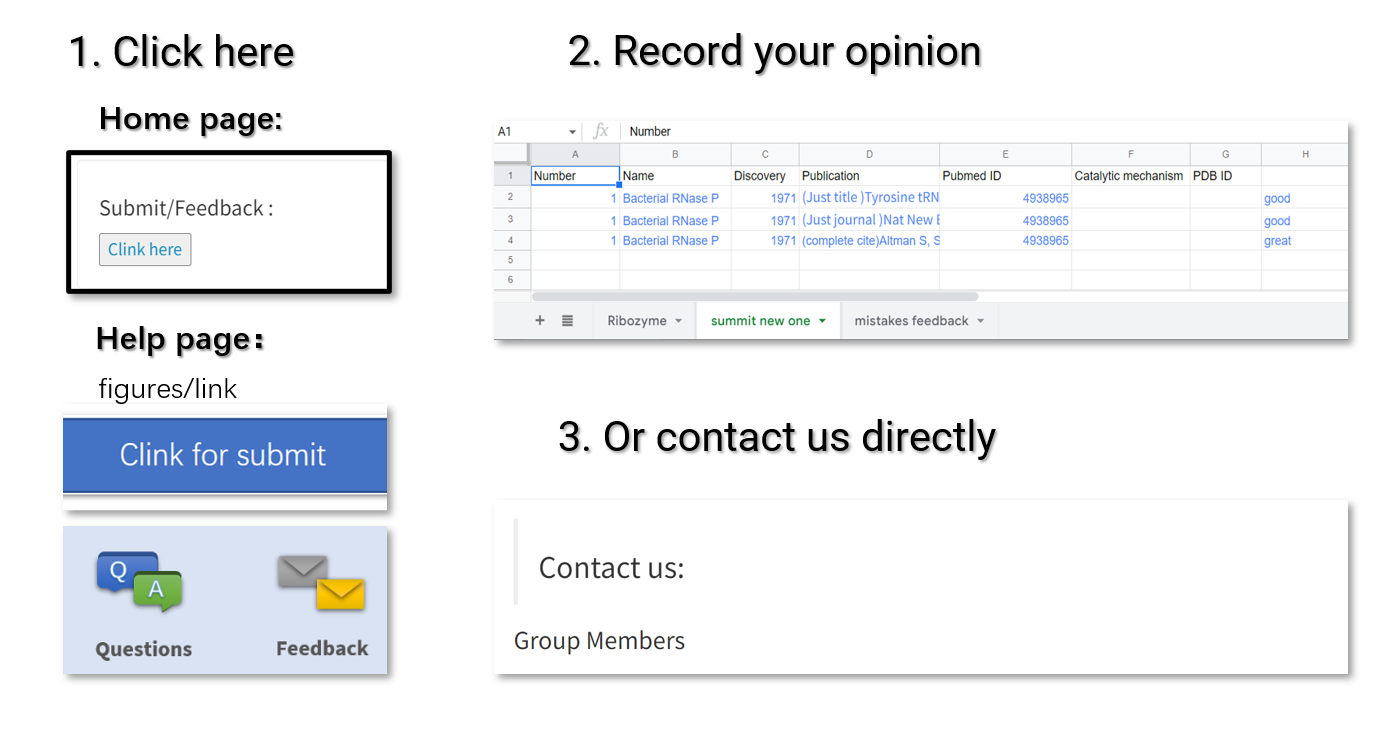 1. Click here
Home page:
Submit/Feedback :
Clink here
Help page：
figures/link
Clink for submit
Q
A
Questions Feedback
2. Record your opinion
A1 fx Number
A B C D E F G H
1 Number Name Discovery Publication Pubmed ID Catalytic mechanism PDB ID
2 1 Bacterial RNase P 1971 (Just title )Tyrosine tRN 4938965 good
3 1 Bacterial RNase P 1971 (Just journal )Nat New E 4938965 good
4 1 Bacterial RNase P 1971 (complete cite)Altman S, S 4938965 great
5
6
+ Ribozyme summit new one mistakes feedback
3. Or contact us directly
Contact us:
Group Members